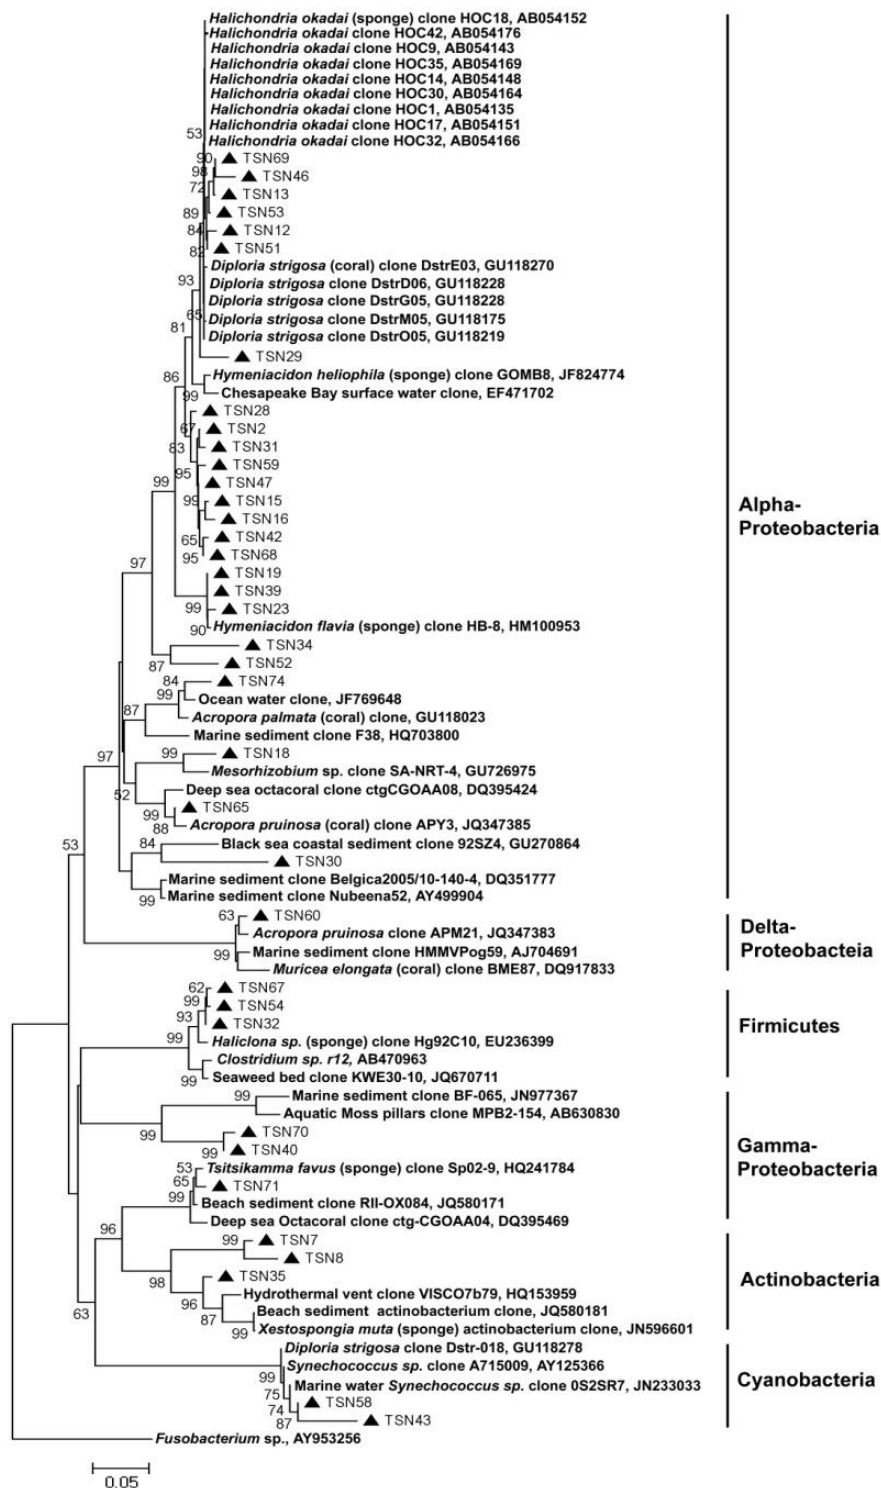 Halichondria okadai (sponge) clone HOC18, AB054152
Halichondria okadai clone HOC42, AB054176
Halichondria okadai clone HOC9, AB054143
Halichondria okadai clone HOC35, AB054169
Halichondria okadai clone HOC14, AB054148
Halichondria okadai clone HOC30, AB054164
Halichondria okadai clone HOC1, AB054135
Halichondria okadai clone HOC17, AB054151
53
Halichondria okadai clone HOC32, AB054166
90 TSN69
98 TSN46
72 TSN13
89 TSN53
84 TSN12
82 TSN51
Diploria strigosa (coral) clone DstrE03, GU118270
93 Diploria strigosa clone DstrD06, GU118228
Diploria strigosa clone DstrG05, GU118228
65 Diploria strigosa clone DstrM05, GU118175
81 Diploria strigosa clone DstrO05, GU118219
TSN29
86 Hymeniacidon heliophila (sponge) clone GOMB8, JF824774
99 Chesapeake Bay surface water clone, EF471702
TSN28
67 TSN2
83 TSN31
TSN59
95 TSN47
99 99 TSN15
TSN16
65 TSN42
95 TSN68
97 TSN19
TSN39
99 TSN23
90 Hymeniacidon flavia (sponge) clone HB-8, HM100953
TSN34
87 TSN52
84 TSN74
99 Ocean water clone, JF769648
87 Acropora palmata (coral) clone, GU118023
Marine sediment clone F38, HQ703800
97 99 TSN18
Mesorhizobium sp. clone SA-NRT-4, GU726975
52 Deep sea octacoral clone ctgCGOAA08, DQ395424
99 TSN65
88 Acropora pruinosa (coral) clone APY3, JQ347385
53 84 Black sea coastal sediment clone 92SZ4, GU270864
TSN30
Marine sediment clone Belgica2005/10-140-4, DQ351777
99 Marine sediment clone Nubeena52, AY499904
Alpha-
Proteobacteria
63 TSN60
Acropora pruinosa clone APM21, JQ347383
99 Marine sediment clone HMMVPog59, AJ704691
Muricea elongata (coral) clone BME87, DQ917833
Delta-
Proteobacteia
62 TSN67
99 TSN54
93 TSN32
99 Haliclona sp. (sponge) clone Hg92C10, EU236399
Clostridium sp. r12, AB470963
99 Seaweed bed clone KWE30-10, JQ670711
Firmicutes
99 Marine sediment clone BF-065, JN977367
Aquatic Moss pillars clone MPB2-154, AB630830
99 TSN70
99 TSN40
53 Tsitsikamma favus (sponge) clone Sp02-9, HQ241784
65 TSN71
99 Beach sediment clone RII-OX084, JQ580171
Deep sea Octacoral clone ctg-CGOAA04, DQ395469
Gamma-
Proteobacteria
96 99 TSN7
TSN8
98 TSN35
96 Hydrothermal vent clone VISCO7b79, HQ153959
63 87 Beach sediment actinobacterium clone, JQ580181
99 Xestospongia muta (sponge) actinobacterium clone, JN596601
Actinobacteria
Diploria strigosa clone Dstr-018, GU118278
99 Synechococcus sp. clone A715009, AY125366
75 Marine water Synechococcus sp. clone 0S2SR7, JN233033
74 TSN58
87 TSN43
Cyanobacteria
Fusobacterium sp., AY953256
0.05